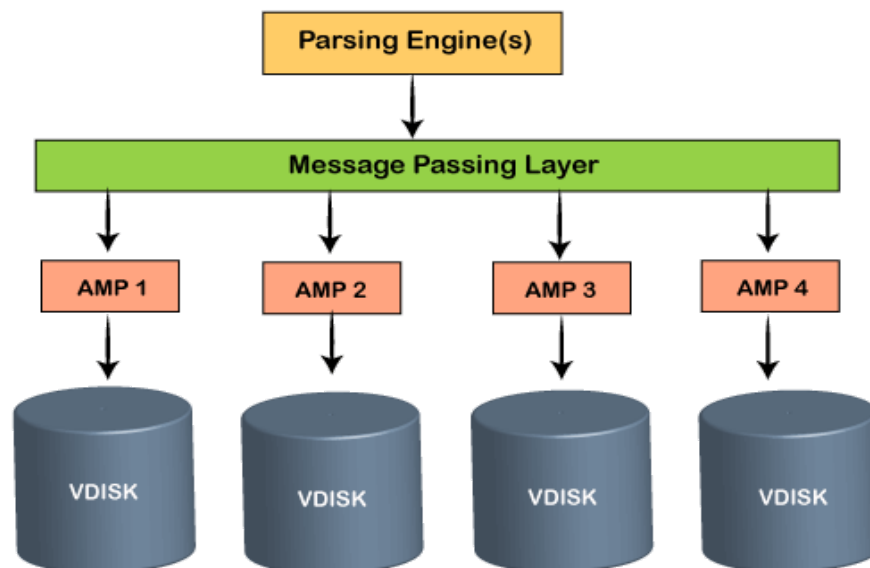 Parsing Engine(s)
Message Passing Layer
AMP 1
AMP 2
AMP 3
AMP 4
VDISK
VDISK
VDISK
VDISK